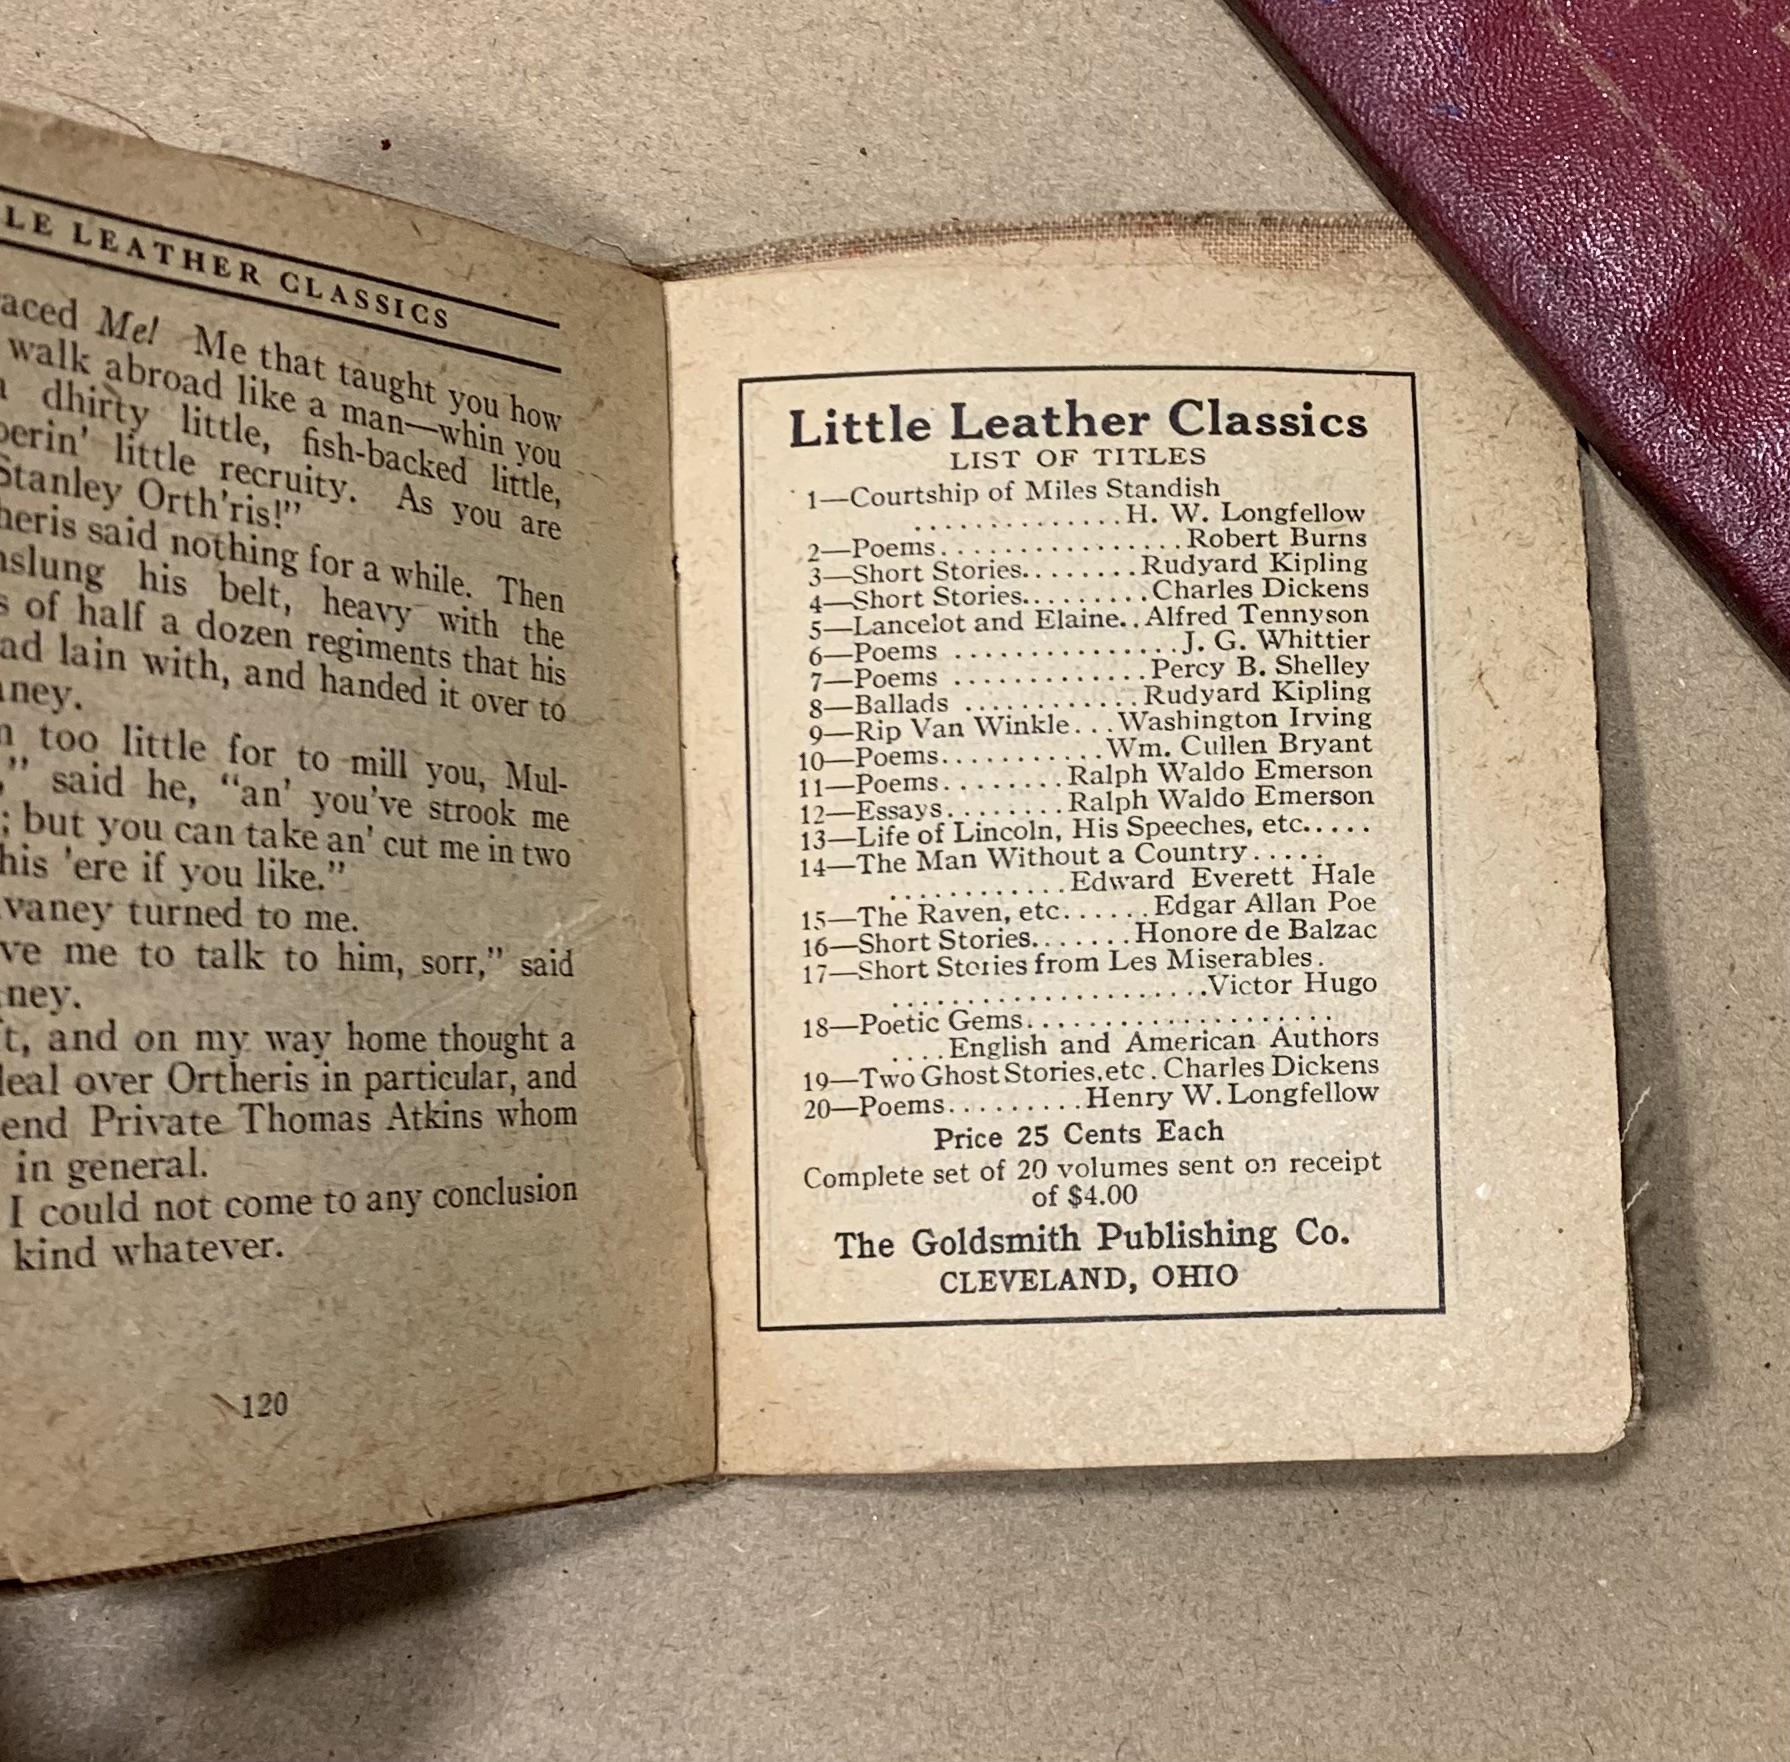 LEATHER CLASSICS
Me! Me that taught you how
walk abroad like a man—whin you
dhirty little, fish-backed little,
little recruity. As you are
Stanley Orth'ris!"
said nothing for a while. Then
his belt, heavy with the
of half a dozen regiments that his
lain with, and handed it over to
too little for to mill you, Mul-
" said he, "an' you've strook me
; but you can take an' cut me in two
'ere if you like."
turned to me.
me to talk to him, sorr," said
and on my way home thought a
over Ortheris in particular, and
Private Thomas Atkins whom
in general.
I could not come to any conclusion
kind whatever.
120
Little Leather Classics
LIST OF TITLES
1—Courtship of Miles Standish
.............H. W. Longfellow
2—Poems................Robert Burns
3—Short Stories........Rudyard Kipling
4—Short Stories.........Charles Dickens
5—Lancelot and Elaine..Alfred Tennyson
6—Poems ...............J. G. Whittier
7—Poems .............Percy B. Shelley
8—Ballads ............Rudyard Kipling
9—Rip Van Winkle...Washington Irving
10—Poems...........Wm. Cullen Bryant
11—Poems........Ralph Waldo Emerson
12—Essays........Ralph Waldo Emerson
13—Life of Lincoln, His Speeches, etc.....
14—The Man Without a Country.....
............Edward Everett Hale
15—The Raven, etc......Edgar Allan Poe
16—Short Stories.......Honore de Balzac
17—Short Stories from Les Miserables.
.....................Victor Hugo
18—Poetic Gems.....................
....English and American Authors
19—Two Ghost Stories, etc. Charles Dickens
20—Poems.........Henry W. Longfellow
Price 25 Cents Each
Complete set of 20 volumes sent on receipt
of $4.00
The Goldsmith Publishing Co.
CLEVELAND, OHIO